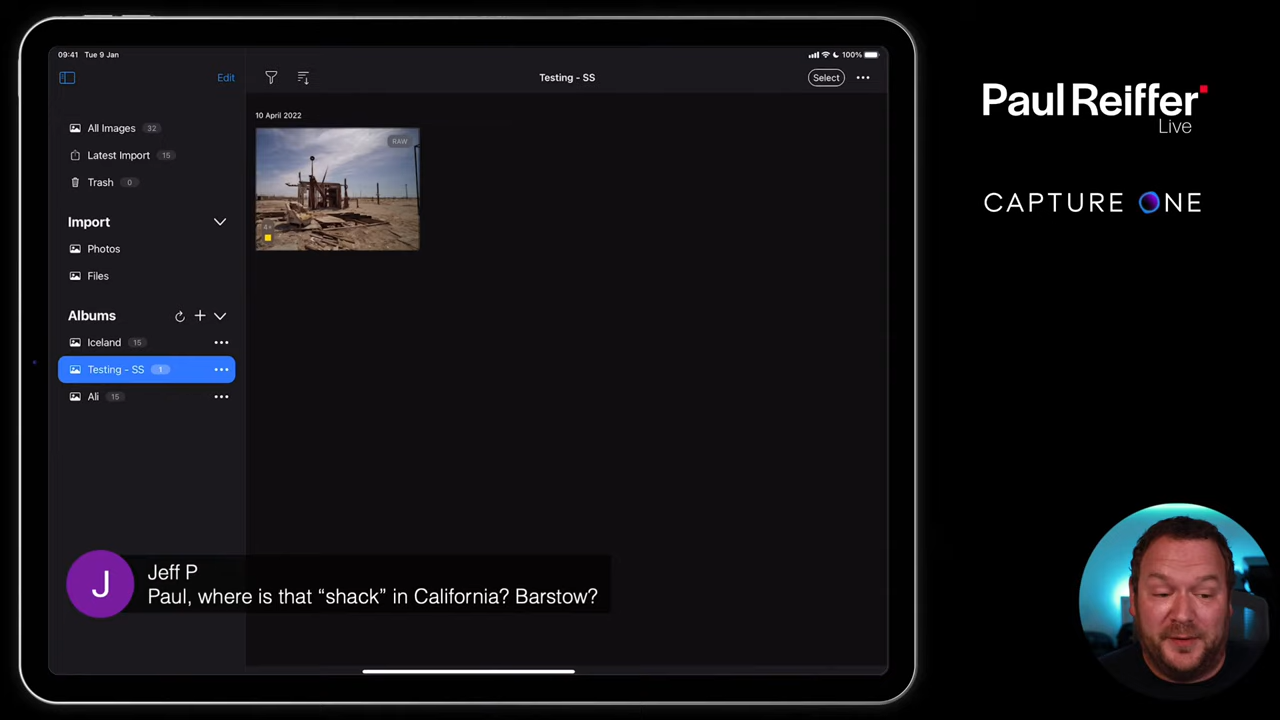 09:41 Tue 9 Jan
100%
Edit
Testing - SS
Select
All Images 32
Latest Import 15
Trash 0
Import
Photos
Files
Albums
Iceland 15
Testing - SS 1
Ali 15
10 April 2022
RAW
Jeff P
J
Paul, where is that “shack” in California? Barstow?
Paul Reiffer
Live
CAPTURE ONE